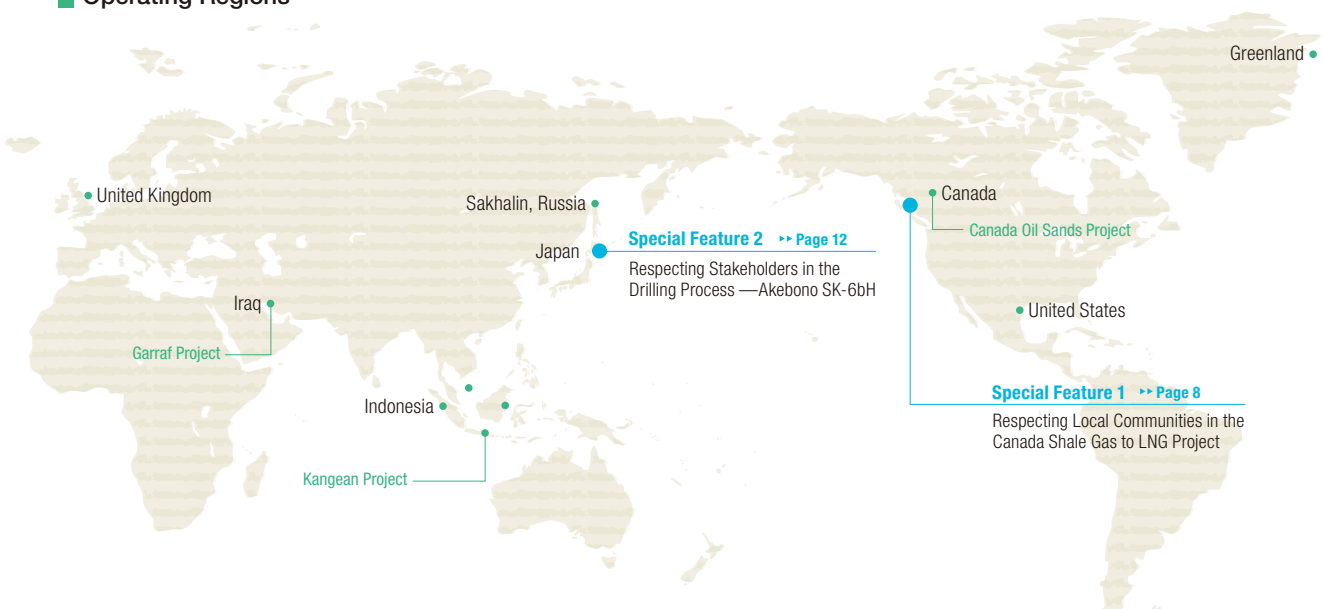 Operating Regions
Greenland
United Kingdom
Sakhalin, Russia
Canada
Canada Oil Sands Project
Japan
Special Feature 2 ▸▸ Page 12
Respecting Stakeholders in the
Drilling Process —Akebono SK-6bH
Iraq
Garraf Project
United States
Indonesia
Kangean Project
Special Feature 1 ▸▸ Page 8
Respecting Local Communities in the
Canada Shale Gas to LNG Project